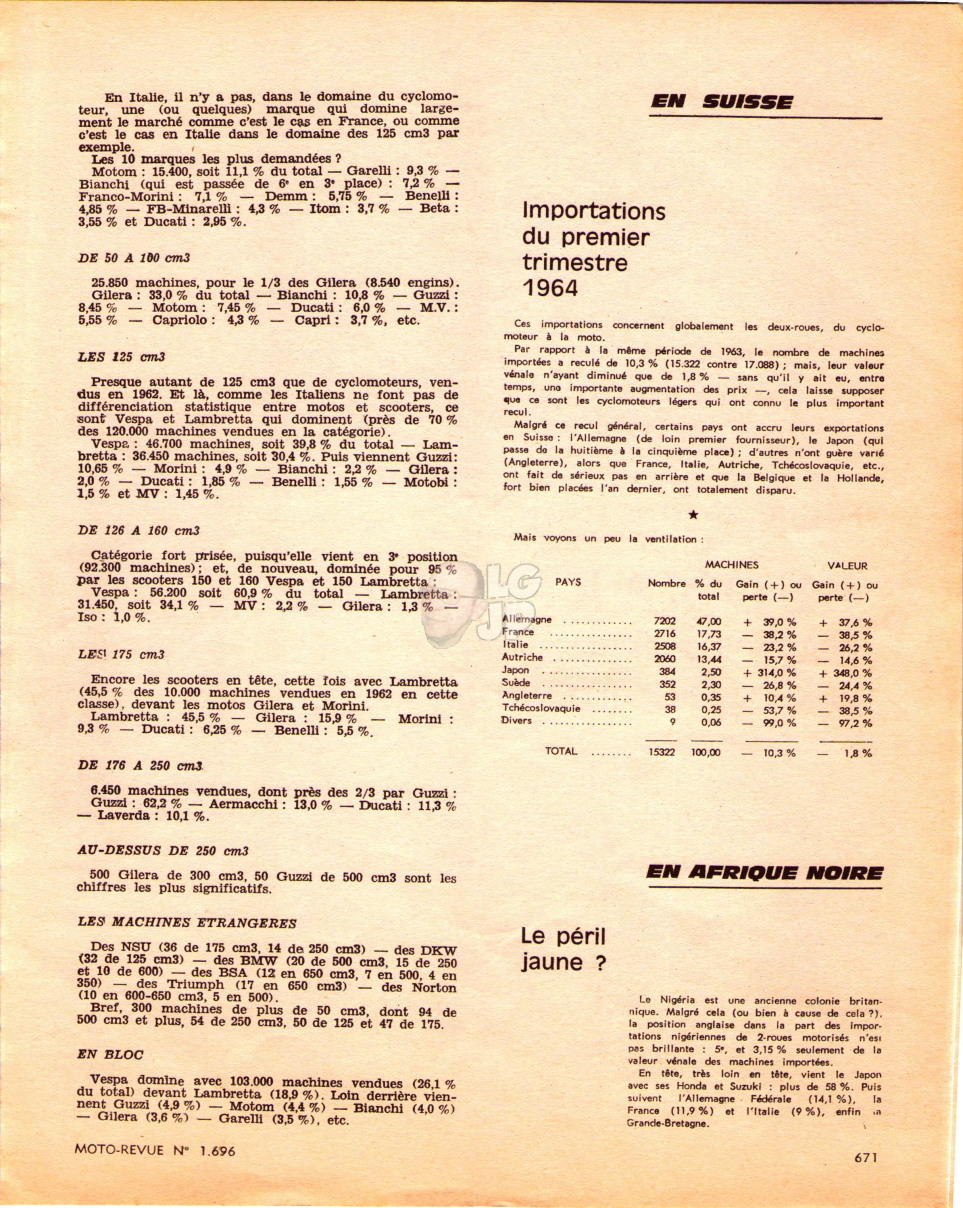 En Italie, il n'y a pas, dans le domaine du cyclomo-
teur, une (ou quelques) marque qui domine large-
ment le marché comme c'est le cas en France, ou comme
c'est le cas en Italie dans le domaine des 125 cm3 par
exemple.
Les 10 marques les plus demandées ?
Motom : 15.400, soit 11,1 % du total — Garelli : 9,3 % —
Bianchi (qui est passée de 6e en 3e place) : 7,2 % —
Franco-Morini : 7,1 % — Demm : 5,75 % — Benelli :
4,85 % — FB-Minarelli : 4,3 % — Itom : 3,7 % — Beta :
3,55 % et Ducati : 2,95 %.
DE 50 A 100 cm3
25.850 machines, pour le 1/3 des Gilera (8.540 engins).
Gilera : 33,0 % du total — Bianchi : 10,8 % — Guzzi :
8,45 % — Motom : 7,45 % — Ducati : 6,0 % — M.V. :
5,55 % — Capriolo : 4,3 % — Capri : 3,7 %, etc.
LES 125 cm3
Presque autant de 125 cm3 que de cyclomoteurs, ven-
dus en 1962. Et là, comme les Italiens ne font pas de
différenciation statistique entre motos et scooters, ce
sont Vespa et Lambretta qui dominent (près de 70 %
des 120.000 machines vendues en la catégorie).
Vespa : 46.700 machines, soit 39,8 % du total — Lam-
bretta : 36.450 machines, soit 30,4 %. Puis viennent Guzzi:
10,65 % — Morini : 4,9 % — Bianchi : 2,2 % — Gilera :
2,0 % — Ducati : 1,85 % — Benelli : 1,55 % — Motobi :
1,5 % et MV : 1,45 %.
DE 126 A 160 cm3
Catégorie fort prisée, puisqu'elle vient en 3e position
(92.300 machines) ; et, de nouveau, dominée pour 95 %
par les scooters 150 et 160 Vespa et 150 Lambretta :
Vespa : 56.200 soit 60,9 % du total — Lambretta :
31.450, soit 34,1 % — MV : 2,2 % — Gilera : 1,3 % —
Iso : 1,0 %.
LES 175 cm3
Encore les scooters en tête, cette fois avec Lambretta
(45,5 % des 10.000 machines vendues en 1962 en cette
classe), devant les motos Gilera et Morini.
Lambretta : 45,5 % — Gilera : 15,9 % — Morini :
9,3 % — Ducati : 6,25 % — Benelli : 5,5 %.
DE 176 A 250 cm3
6.450 machines vendues, dont près des 2/3 par Guzzi :
Guzzi : 62,2 % — Aermacchi : 13,0 % — Ducati : 11,3 %
— Laverda : 10,1 %.
AU-DESSUS DE 250 cm3
500 Gilera de 300 cm3, 50 Guzzi de 500 cm3 sont les
chiffres les plus significatifs.
LES MACHINES ETRANGERES
Des NSU (36 de 175 cm3, 14 de 250 cm3) — des DKW
(32 de 125 cm3) — des BMW (20 de 500 cm3, 15 de 250
et 10 de 600) — des BSA (12 en 650 cm3, 7 en 500, 4 en
350) — des Triumph (17 en 650 cm3) — des Norton
(10 en 600-650 cm3, 5 en 500).
Bref, 300 machines de plus de 50 cm3, dont 94 de
500 cm3 et plus, 54 de 250 cm3, 50 de 125 et 47 de 175.
EN BLOC
Vespa domine avec 103.000 machines vendues (26,1 %
du total) devant Lambretta (18,9 %). Loin derrière vien-
nent Guzzi (4,9 %) — Motom (4,4 %) — Bianchi (4,0 %)
— Gilera (3,6 %) — Garelli (3,5 %), etc.
MOTO-REVUE N° 1.696
EN SUISSE
Importations
du premier
trimestre
1964
Ces importations concernent globalement les deux-roues, du cyclo-
moteur à la moto.
Par rapport à la même période de 1963, le nombre de machines
importées a reculé de 10,3 % (15.322 contre 17.088) ; mais, leur valeur
vénale n'ayant diminué que de 1,8 % — sans qu'il y ait eu, entre
temps, une importante augmentation des prix —, cela laisse supposer
que ce sont les cyclomoteurs légers qui ont connu le plus important
recul.
Malgré ce recul général, certains pays ont accru leurs exportations
en Suisse : l'Allemagne (de loin premier fournisseur), le Japon (qui
passe de la huitième à la cinquième place) ; d'autres n'ont guère varié
(Angleterre), alors que France, Italie, Autriche, Tchécoslovaquie, etc.,
ont fait de sérieux pas en arrière et que la Belgique et la Hollande,
fort bien placées l'an dernier, ont totalement disparu.
★
Mais voyons un peu la ventilation :
MACHINES VALEUR
PAYS Nombre % du Gain (+) ou Gain (+) ou
total perte (—) perte (—)
Allemagne ............. 7202 47,00 + 39,0 % + 37,6 %
France ............... 2716 17,73 — 38,2 % — 38,5 %
Italie ................. 2508 16,37 — 23,2 % — 26,2 %
Autriche .............. 2060 13,44 — 15,7 % — 14,6 %
Japon ................. 384 2,50 + 314,0 % + 348,0 %
Suède ................. 352 2,30 — 26,8 % — 24,4 %
Angleterre ............. 53 0,35 + 10,4 % + 19,8 %
Tchécoslovaquie ........ 38 0,25 — 53,7 % — 38,5 %
Divers ................. 9 0,06 — 99,0 % — 97,2 %
TOTAL ........ 15322 100,00 — 10,3 % — 1,8 %
EN AFRIQUE NOIRE
Le péril
jaune ?
Le Nigéria est une ancienne colonie britan-
nique. Malgré cela (ou bien à cause de cela ?),
la position anglaise dans la part des impor-
tations nigériennes de 2-roues motorisés n'est
pas brillante : 5e, et 3,15 % seulement de la
valeur vénale des machines importées.
En tête, très loin en tête, vient le Japon
avec ses Honda et Suzuki : plus de 58 %. Puis
suivent l'Allemagne Fédérale (14,1 %), la
France (11,9 %) et l'Italie (9 %), enfin la
Grande-Bretagne.
671
LG
JP